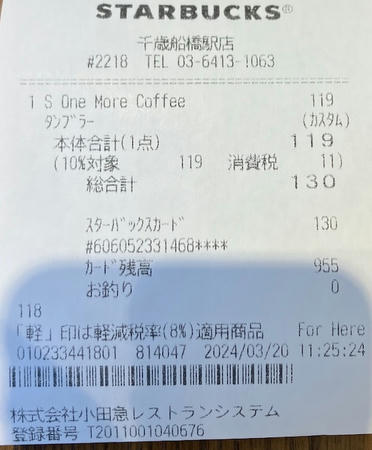 STARBUCKS®
千歳船橋駅店
#2218 TEL 03-6413-1063
1 S One More Coffee 119
ﾀﾝﾌﾞﾗｰ (ｶｽﾀﾑ)
本体合計(1点) 119
(10%対象 119 消費税 11)
総合計 130
ｽﾀｰﾊﾞｯｸｽｶｰﾄﾞ 130
#606052331468****
ｶｰﾄﾞ残高 955
お釣り 0
118
「軽」印は軽減税率(8%)適用商品 For Here
010233441801 814047 2024/03/20 11:25:24
株式会社小田急レストランシステム
登録番号 T2011001040676